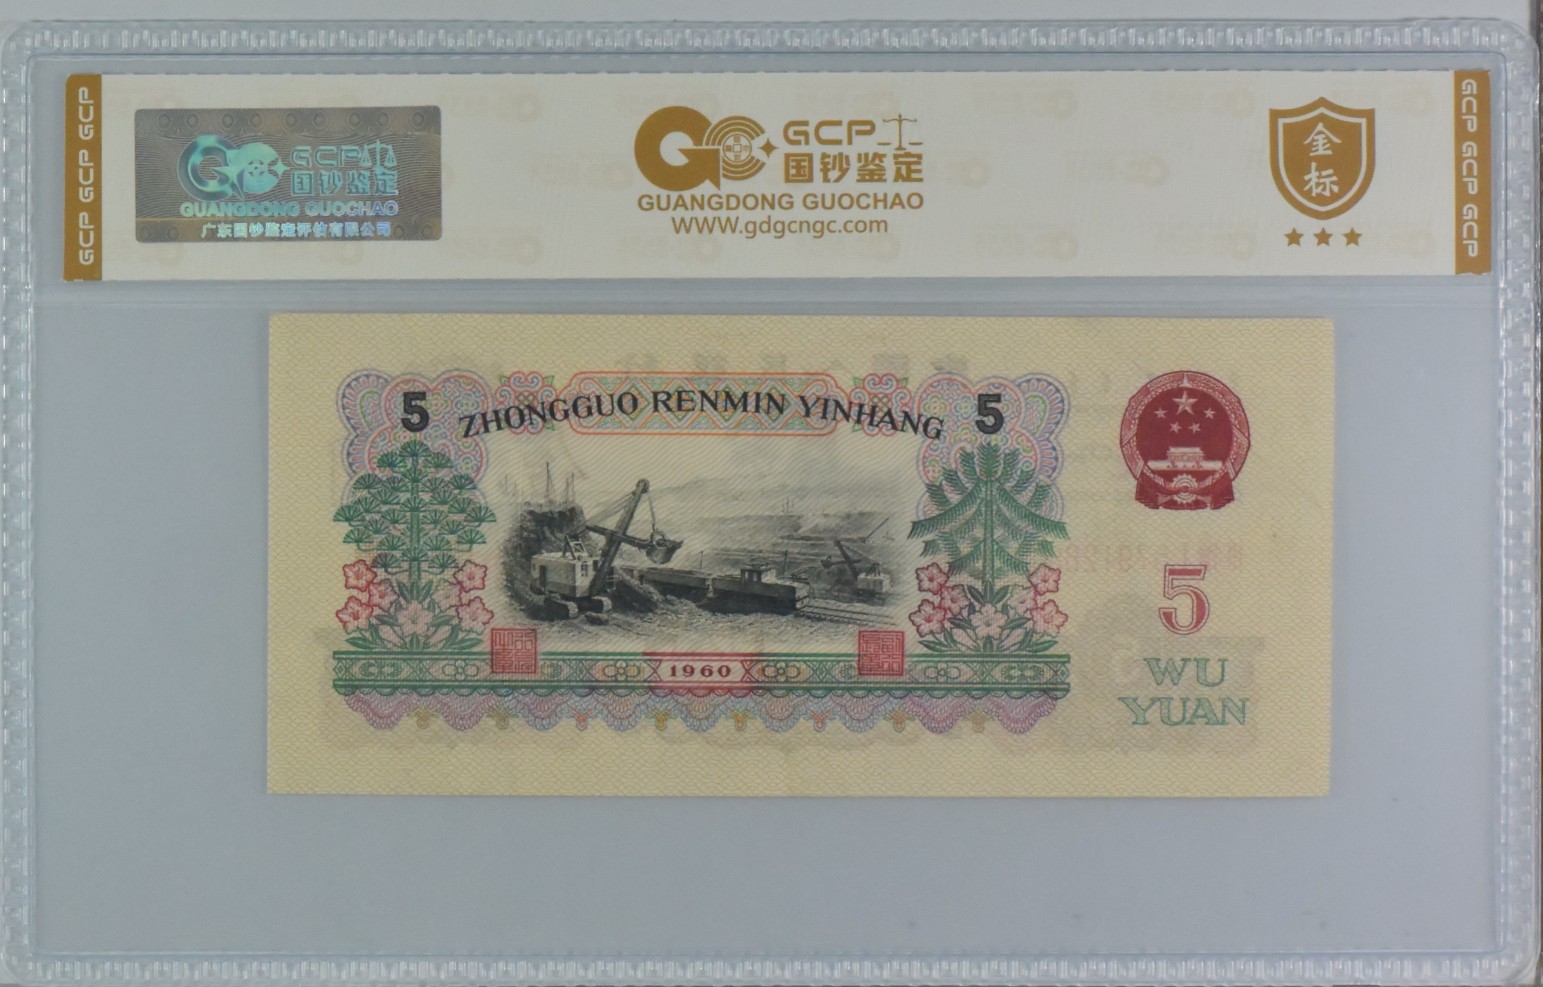 GCP GCP GCP
GCP
国钞鉴定
GUANGDONG GUOCHAO
广东国钞鉴定评估有限公司
GCP
国钞鉴定
GUANGDONG GUOCHAO
WWW.gdgcngc.com
金
标
GCP GCP GCP
5 ZHONGGUO RENMIN YINHANG 5
1960
5
WU
YUAN